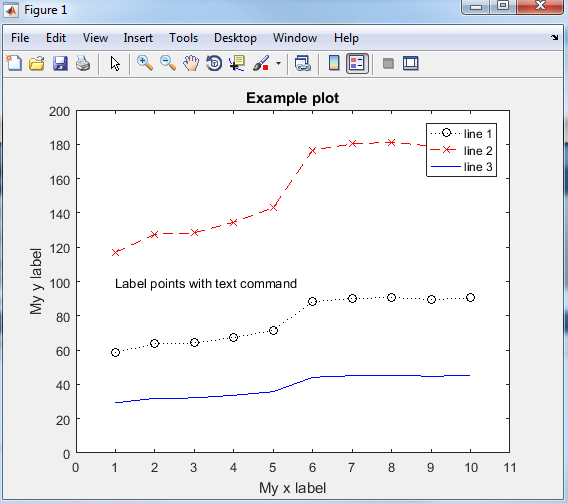 Figure 1
File Edit View Insert Tools Desktop Window Help
Example plot
line 1
line 2
line 3
200
180
160
140
120
100
80
60
40
20
0
My y label
Label points with text command
0 1 2 3 4 5 6 7 8 9 10 11
My x label